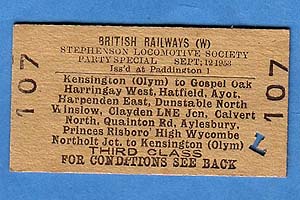 BRITISH RAILWAYS (W)
STEPHENSON LOCOMOTIVE SOCIETY
PARTY SPECIAL SEPT; 12 1953
Iss'd at Paddington 1
Kensington (Olym) to Gospel Oak
Harringay West, Hatfield, Ayot.
Harpenden East, Dunstable North
Winslow, Clayden LNE Jcn, Calvert
North, Quainton Rd, Aylesbury,
Princes Risboro' High Wycombe
Northolt Jct. to Kensington (Olym)
THIRD CLASS
FOR CONDITIONS SEE BACK
107
107
L